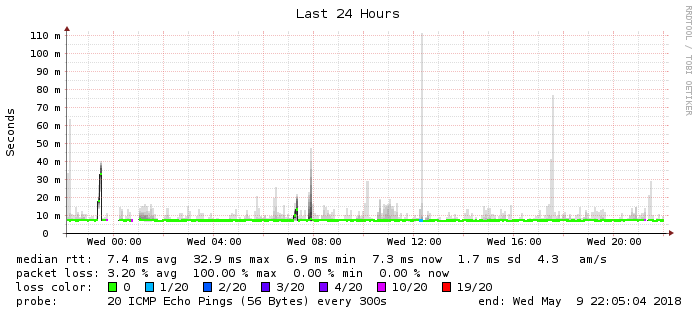 Last 24 Hours
RRDTOOL / TOBI OETIKER
Seconds
110 m
100 m
90 m
80 m
70 m
60 m
50 m
40 m
30 m
20 m
10 m
0
Wed 00:00 Wed 04:00 Wed 08:00 Wed 12:00 Wed 16:00 Wed 20:00
median rtt: 7.4 ms avg 32.9 ms max 6.9 ms min 7.3 ms now 1.7 ms sd 4.3 am/s
packet loss: 3.20 % avg 100.00 % max 0.00 % min 0.00 % now
loss color: 0 1/20 2/20 3/20 4/20 10/20 19/20
probe: 20 ICMP Echo Pings (56 Bytes) every 300s end: Wed May 9 22:05:04 2018